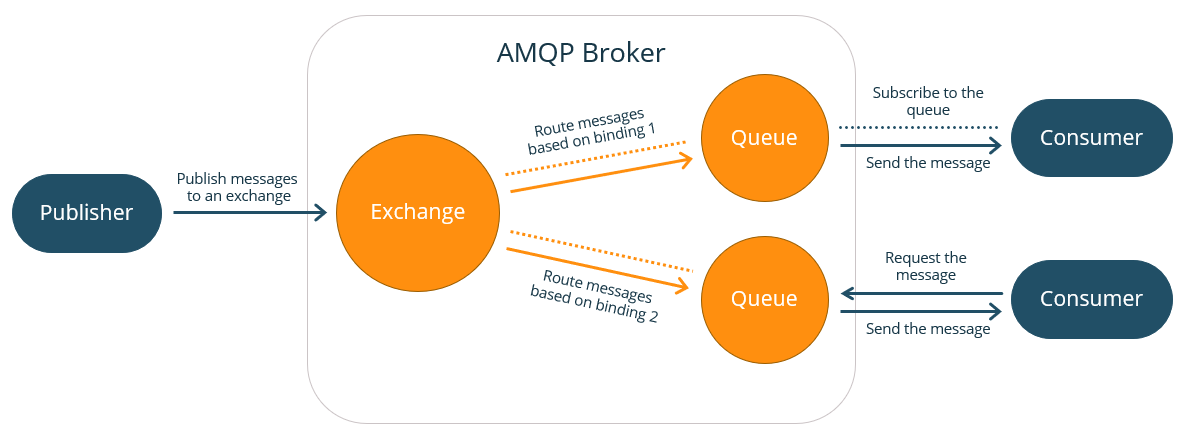 AMQP Broker
Publisher
Publish messages
to an exchange
Exchange
Route messages
based on binding 1
Queue
Subscribe to the
queue
Send the message
Consumer
Route messages
based on binding 2
Queue
Request the
message
Send the message
Consumer